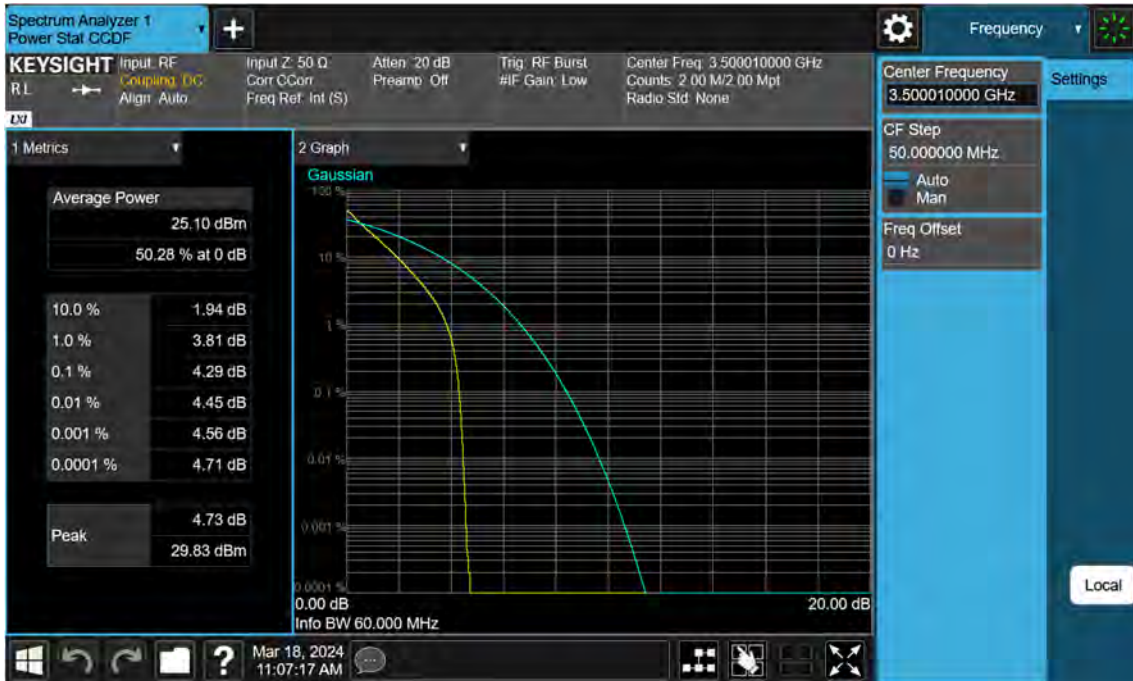 Spectrum Analyzer 1
Power Stat CCDF
+
Frequency
KEYSIGHT
RL
LXI
Input: RF
Coupling: DC
Align: Auto
Input Z: 50 Ω
Corr CCorr
Freq Ref: Int (S)
Atten: 20 dB
Preamp: Off
Trig: RF Burst
#IF Gain: Low
Center Freq: 3.500010000 GHz
Counts: 2.00 M/2.00 Mpt
Radio Std: None
Center Frequency
3.500010000 GHz
Settings
CF Step
50.000000 MHz
Auto
Man
Freq Offset
0 Hz
Local
1 Metrics
Average Power
25.10 dBm
50.28 % at 0 dB
10.0 % 1.94 dB
1.0 % 3.81 dB
0.1 % 4.29 dB
0.01 % 4.45 dB
0.001 % 4.56 dB
0.0001 % 4.71 dB
Peak
4.73 dB
29.83 dBm
2 Graph
Gaussian
100 %
10 %
1 %
0.1 %
0.01 %
0.001 %
0.0001 %
0.00 dB 20.00 dB
Info BW 60.000 MHz
?
Mar 18, 2024
11:07:17 AM